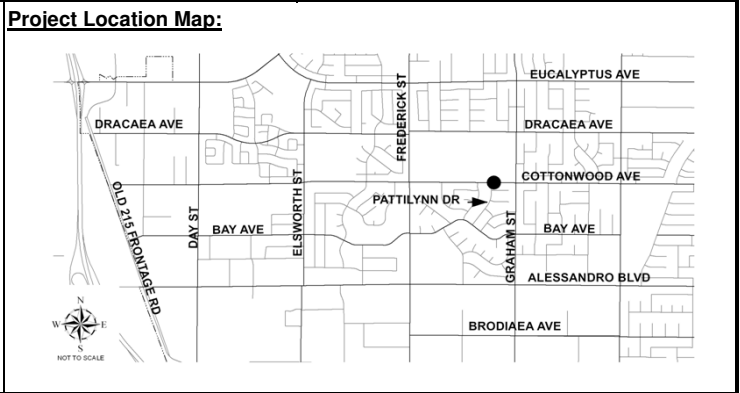 Project Location Map:
EUCALYPTUS AVE
FREDERICK ST
DRACAEA AVE
DRACAEA AVE
COTTONWOOD AVE
ELSWORTH ST
PATTILYNN DR
OLD 215 FRONTAGE RD
DAY ST
BAY AVE
GRAHAM ST
BAY AVE
ALESSANDRO BLVD
N
W E
S
NOT TO SCALE
BRODIAEA AVE